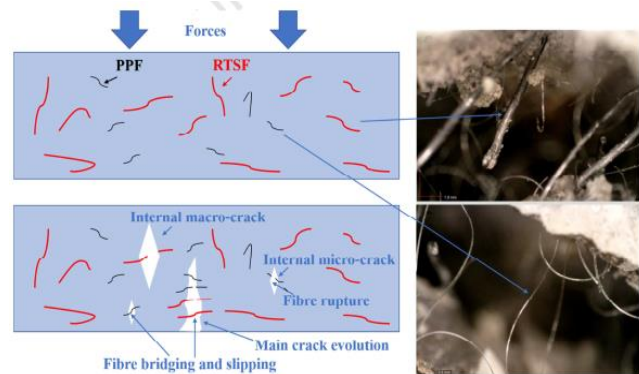 Forces
PPF
RTSF
Internal macro-crack
Internal micro-crack
Fibre rupture
Main crack evolution
Fibre bridging and slipping